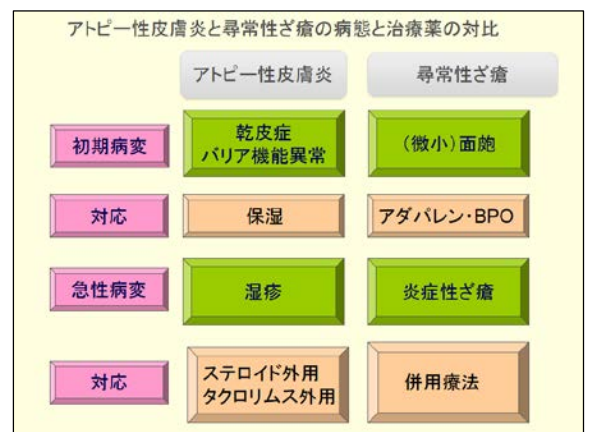 アトピー性皮膚炎と尋常性ざ瘡の病態と治療薬の対比
アトピー性皮膚炎
尋常性ざ瘡
初期病変
乾皮症
バリア機能異常
(微小)面皰
対応
保湿
アダパレン・BPO
急性病変
湿疹
炎症性ざ瘡
対応
ステロイド外用
タクロリムス外用
併用療法